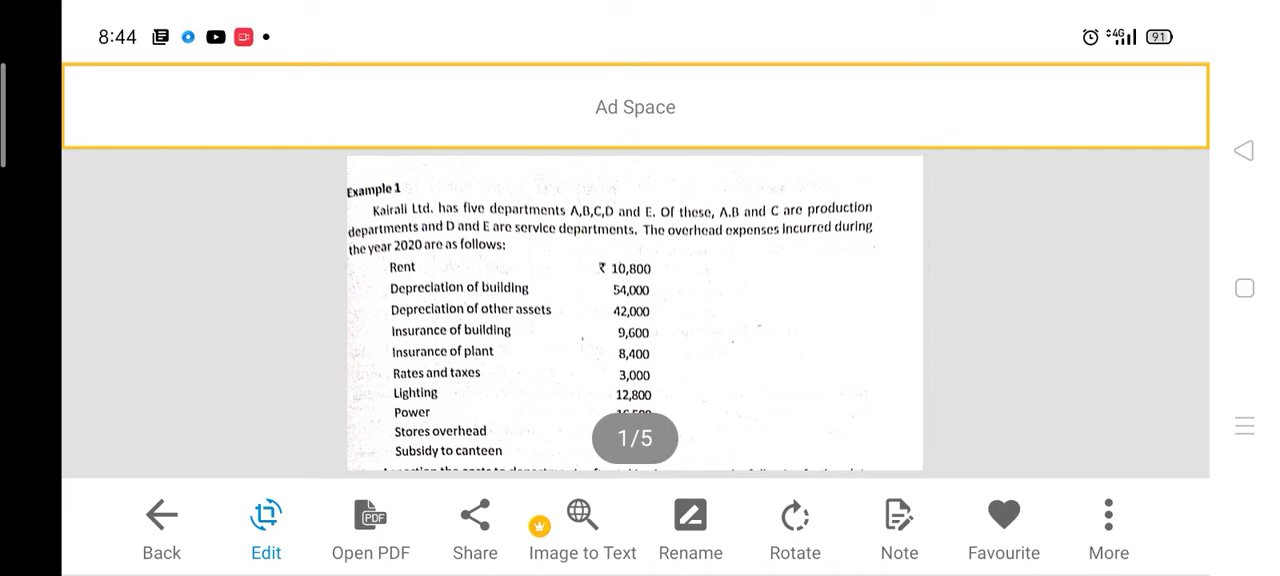 8:44
4G 91
Ad Space
Example 1
Kairali Ltd. has five departments A,B,C,D and E. Of these, A.B and C are production
departments and D and E are service departments. The overhead expenses incurred during
the year 2020 are as follows:
Rent ₹ 10,800
Depreciation of building 54,000
Depreciation of other assets 42,000
Insurance of building 9,600
Insurance of plant 8,400
Rates and taxes 3,000
Lighting 12,800
Power
Stores overhead
Subsidy to canteen
1/5
PDF
Back Edit Open PDF Share Image to Text Rename Rotate Note Favourite More